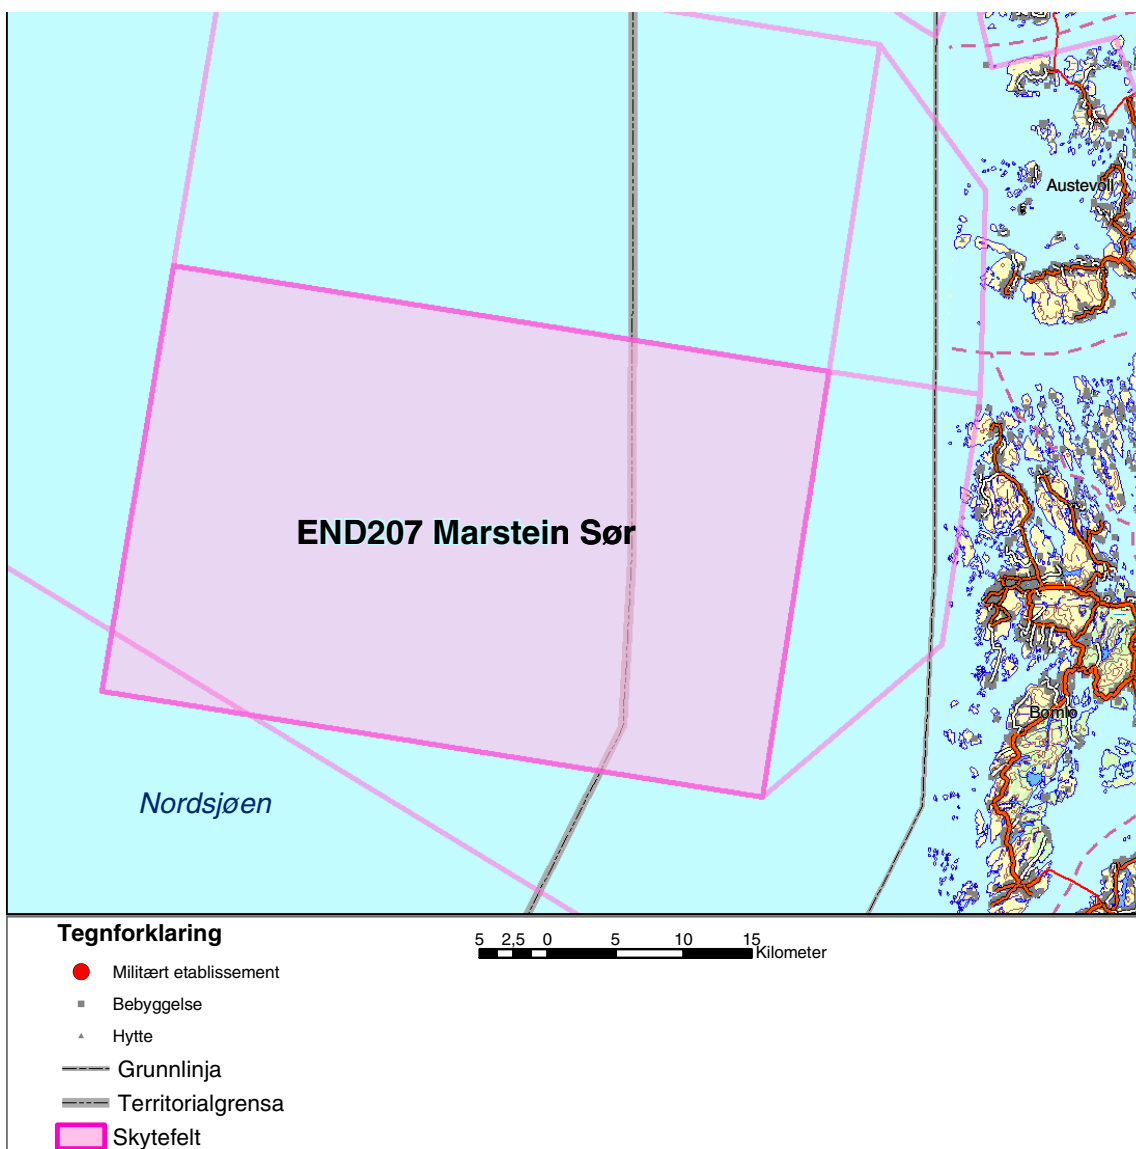 Austevoll
END207 Marstein Sør
Bømlo
Nordsjøen
Tegnforklaring
5 2,5 0 5 10 15
Kilometer
Militært etablissement
Bebyggelse
Hytte
Grunnlinja
Territorialgrensa
Skytefelt